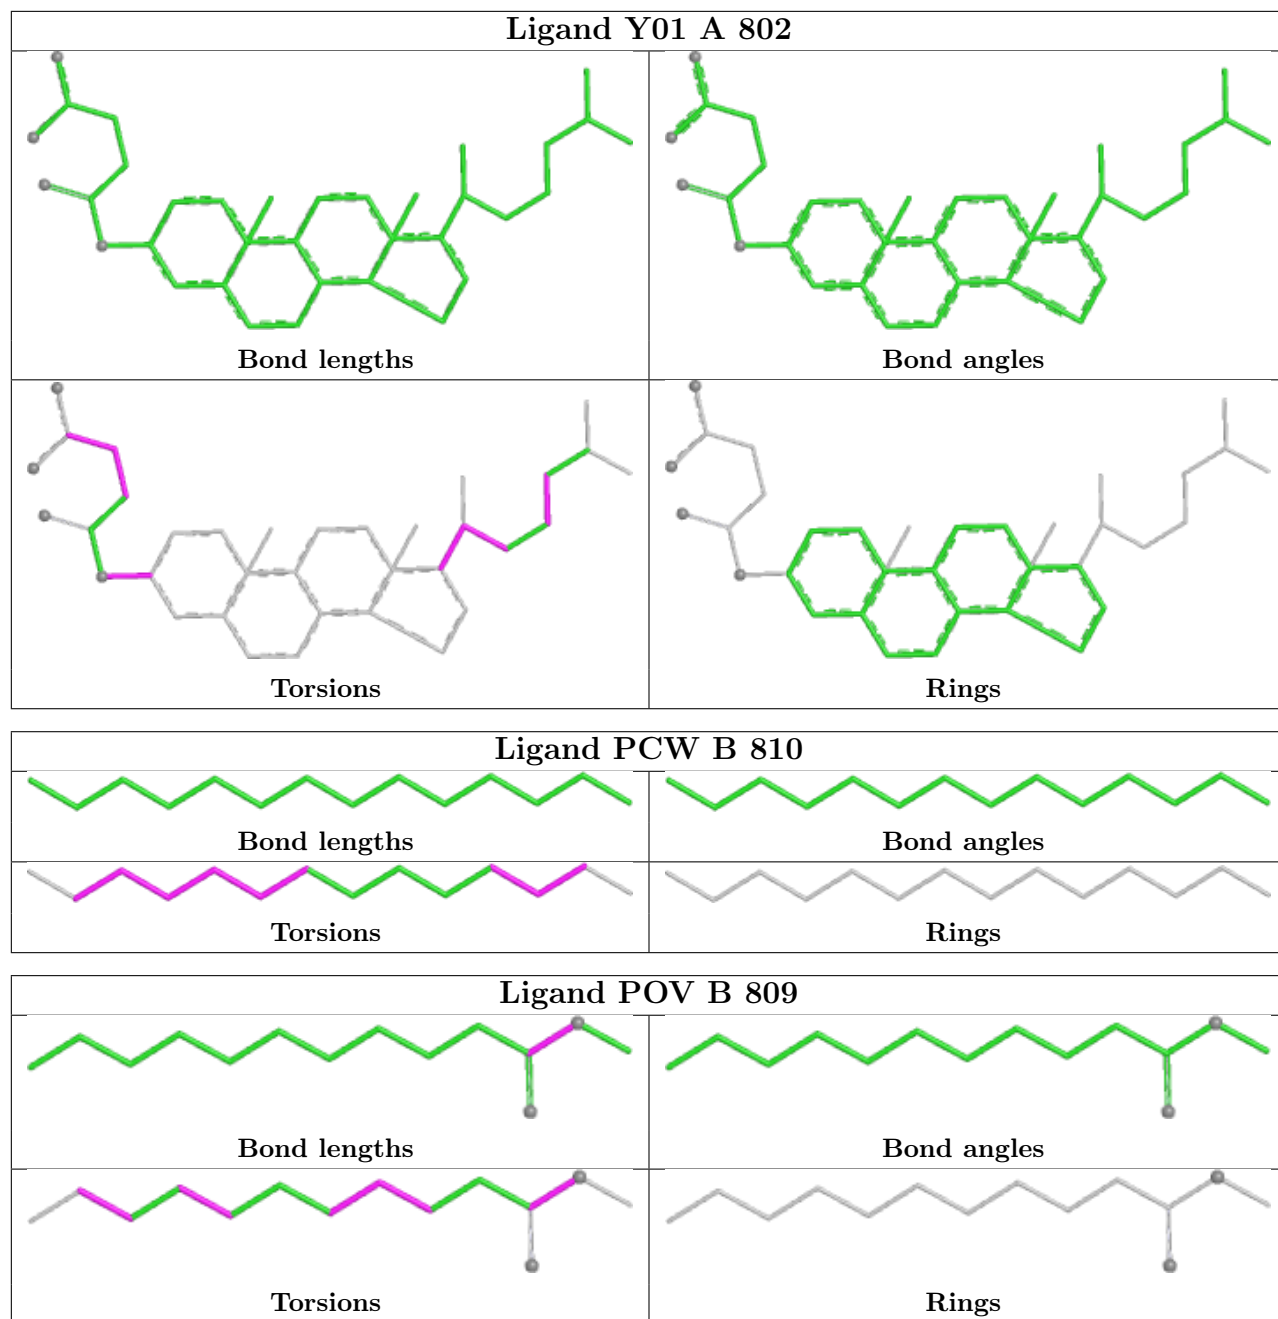 Ligand Y01 A 802
Bond lengths
Bond angles
Torsions
Rings
Ligand PCW B 810
Bond lengths
Bond angles
Torsions
Rings
Ligand POV B 809
Bond lengths
Bond angles
Torsions
Rings